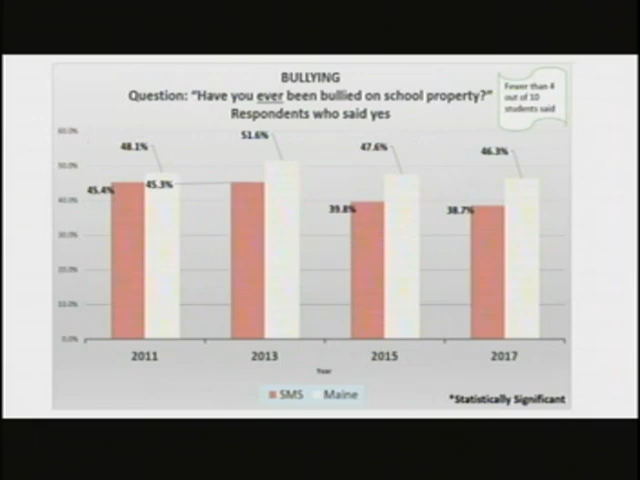 BULLYING
Question: "Have you ever been bullied on school property?"
Respondents who said yes
Fewer than 4
out of 10
students said
60.0%
50.0%
40.0%
30.0%
20.0%
10.0%
0.0%
45.4%
48.1%
45.3%
51.6%
39.8%
47.6%
38.7%
46.3%
2011
2013
2015
2017
Year
SMS
Maine
*Statistically Significant